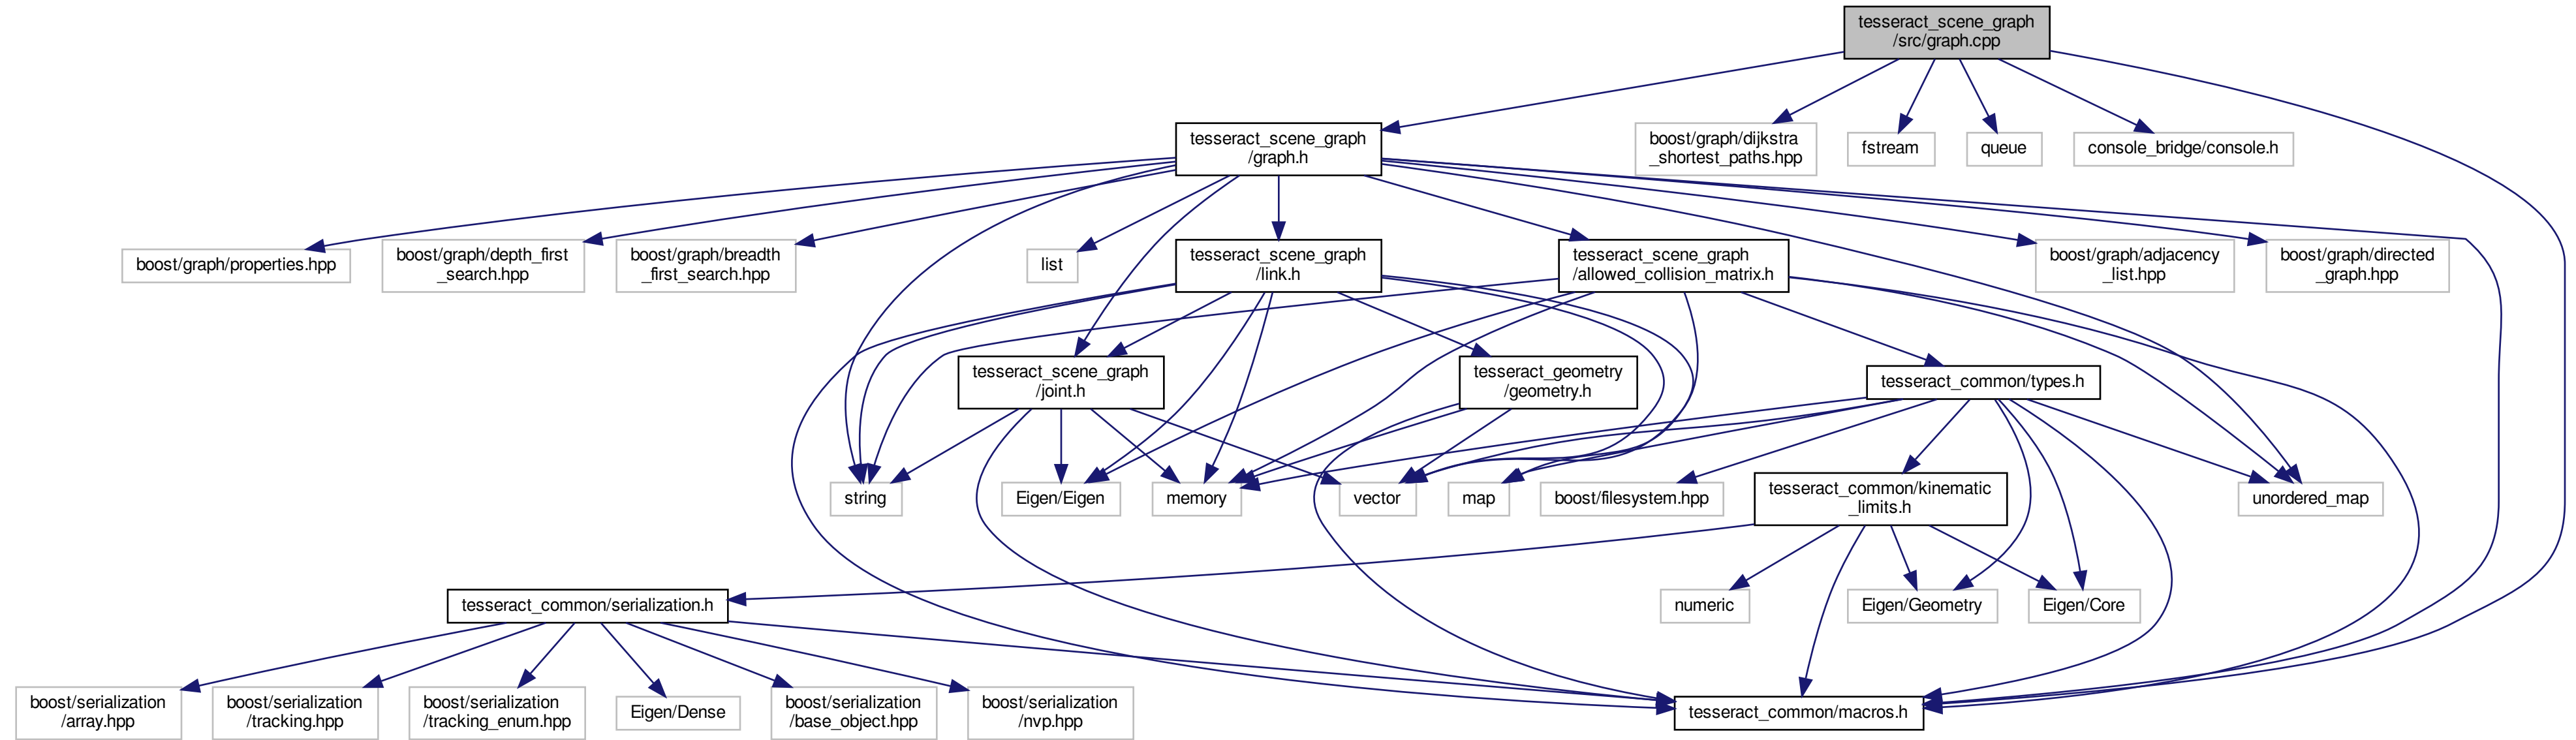 tesseract_scene_graph
/src/graph.cpp
tesseract_scene_graph
/graph.h
boost/graph/dijkstra
_shortest_paths.hpp
fstream
queue
console_bridge/console.h
boost/graph/properties.hpp
boost/graph/depth_first
_search.hpp
boost/graph/breadth
_first_search.hpp
list
tesseract_scene_graph
/link.h
tesseract_scene_graph
/allowed_collision_matrix.h
boost/graph/adjacency
_list.hpp
boost/graph/directed
_graph.hpp
tesseract_scene_graph
/joint.h
tesseract_geometry
/geometry.h
tesseract_common/types.h
string
Eigen/Eigen
memory
vector
map
boost/filesystem.hpp
tesseract_common/kinematic
_limits.h
unordered_map
tesseract_common/serialization.h
numeric
Eigen/Geometry
Eigen/Core
boost/serialization
/array.hpp
boost/serialization
/tracking.hpp
boost/serialization
/tracking_enum.hpp
Eigen/Dense
boost/serialization
/base_object.hpp
boost/serialization
/nvp.hpp
tesseract_common/macros.h